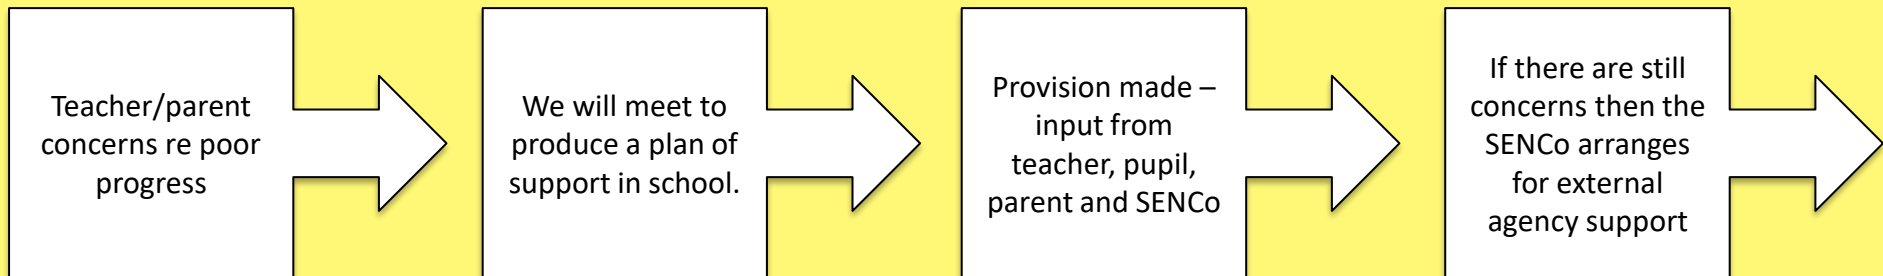 Teacher/parent
concerns re poor
progress
We will meet to
produce a plan of
support in school.
Provision made –
input from
teacher, pupil,
parent and SENCo
If there are still
concerns then the
SENCo arranges
for external
agency support